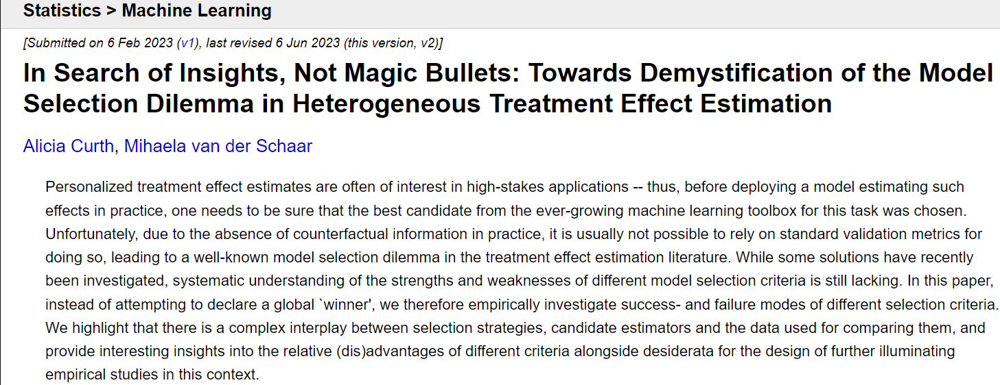 Statistics > Machine Learning
[Submitted on 6 Feb 2023 (v1), last revised 6 Jun 2023 (this version, v2)]
In Search of Insights, Not Magic Bullets: Towards Demystification of the Model
Selection Dilemma in Heterogeneous Treatment Effect Estimation
Alicia Curth, Mihaela van der Schaar
Personalized treatment effect estimates are often of interest in high-stakes applications -- thus, before deploying a model estimating such
effects in practice, one needs to be sure that the best candidate from the ever-growing machine learning toolbox for this task was chosen.
Unfortunately, due to the absence of counterfactual information in practice, it is usually not possible to rely on standard validation metrics for
doing so, leading to a well-known model selection dilemma in the treatment effect estimation literature. While some solutions have recently
been investigated, systematic understanding of the strengths and weaknesses of different model selection criteria is still lacking. In this paper,
instead of attempting to declare a global `winner', we therefore empirically investigate success- and failure modes of different selection criteria.
We highlight that there is a complex interplay between selection strategies, candidate estimators and the data used for comparing them, and
provide interesting insights into the relative (dis)advantages of different criteria alongside desiderata for the design of further illuminating
empirical studies in this context.